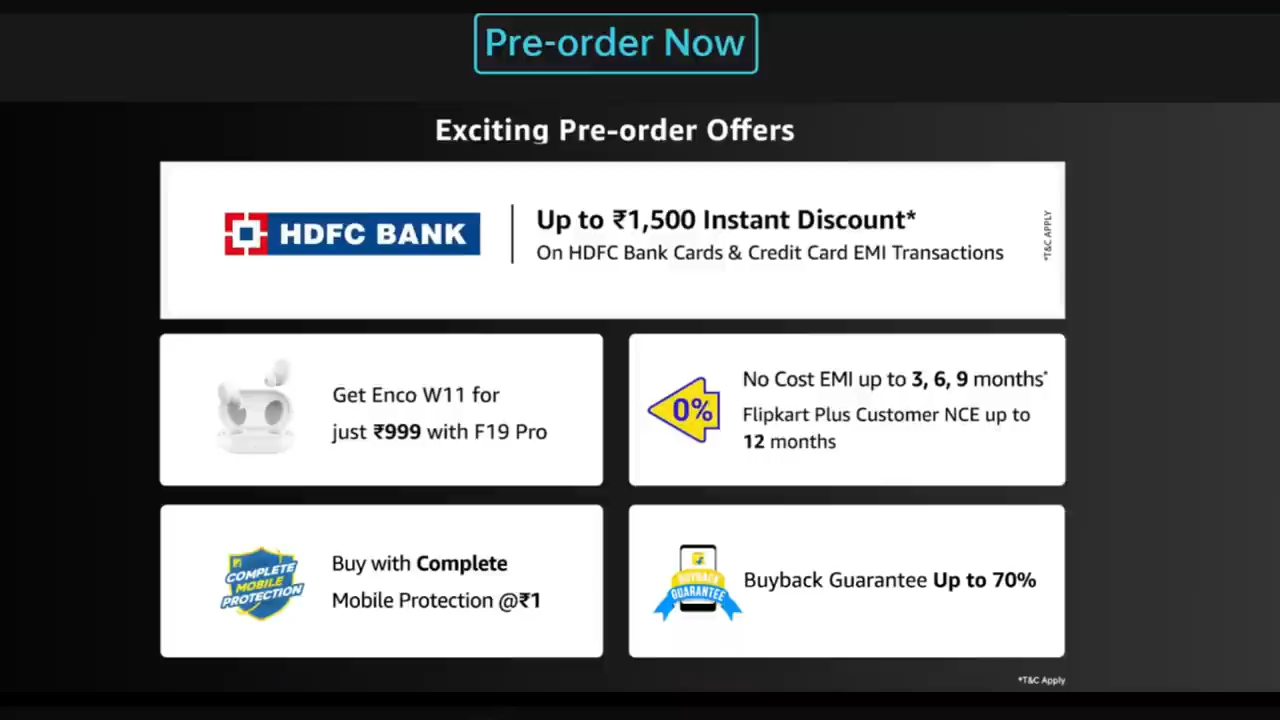 Pre-order Now
Exciting Pre-order Offers
HDFC BANK
Up to ₹1,500 Instant Discount*
On HDFC Bank Cards & Credit Card EMI Transactions
*T&C APPLY
Get Enco W11 for
just ₹999 with F19 Pro
0%
No Cost EMI up to 3, 6, 9 months*
Flipkart Plus Customer NCE up to
12 months
COMPLETE
MOBILE
PROTECTION
Buy with Complete
Mobile Protection @₹1
BUYBACK
GUARANTEE
Buyback Guarantee Up to 70%
*T&C Apply